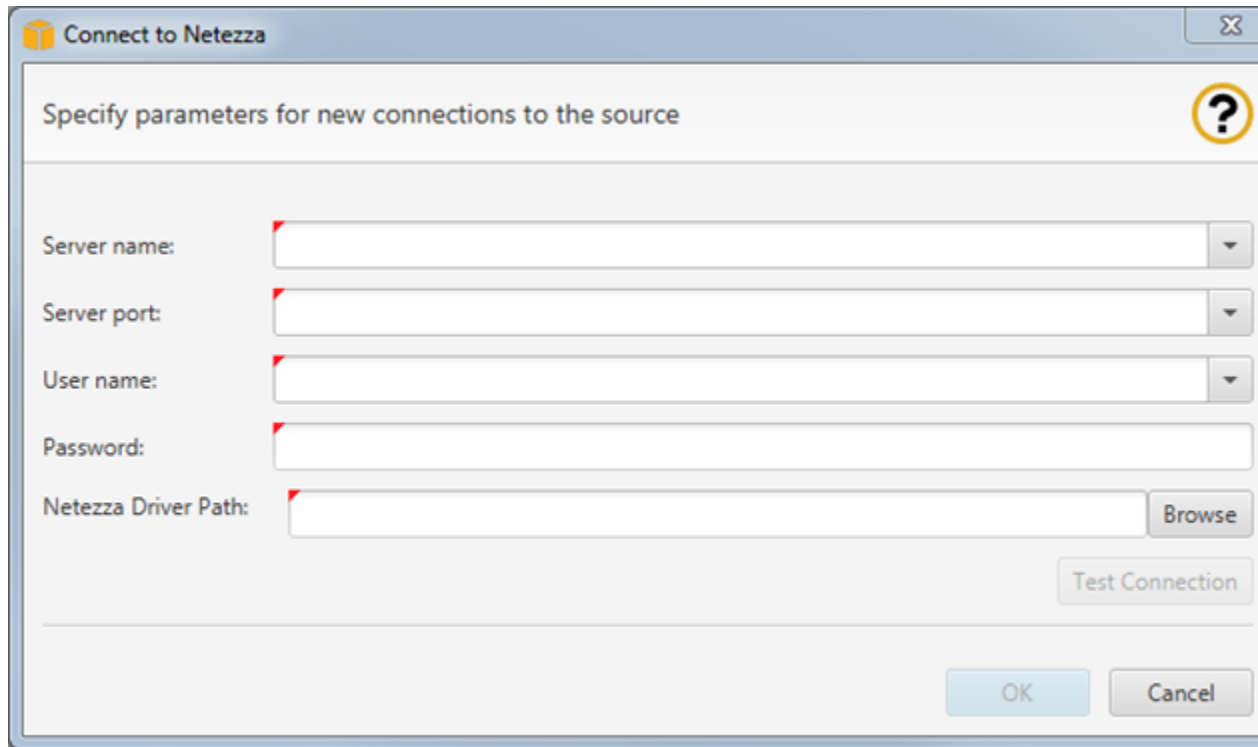 Connect to Netezza
Specify parameters for new connections to the source
?
Server name:
Server port:
User name:
Password:
Netezza Driver Path:
Browse
Test Connection
OK
Cancel